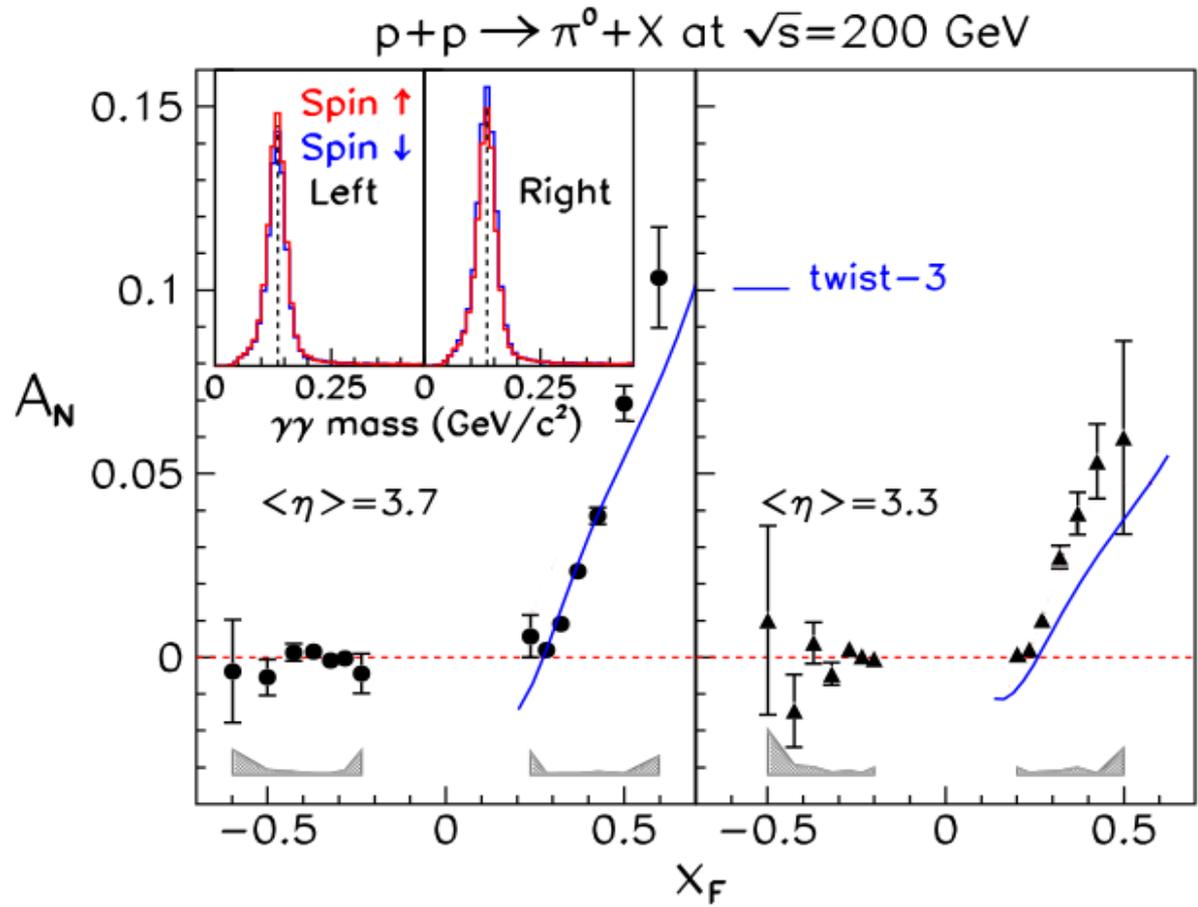 p+p → π⁰+X at √s=200 GeV
0.15
0.1
0.05
0
A_N
Spin ↑
Spin ↓
Left
Right
0 0.25 0 0.25
γγ mass (GeV/c²)
twist−3
<η>=3.7
<η>=3.3
−0.5 0 0.5 −0.5 0 0.5
x_F